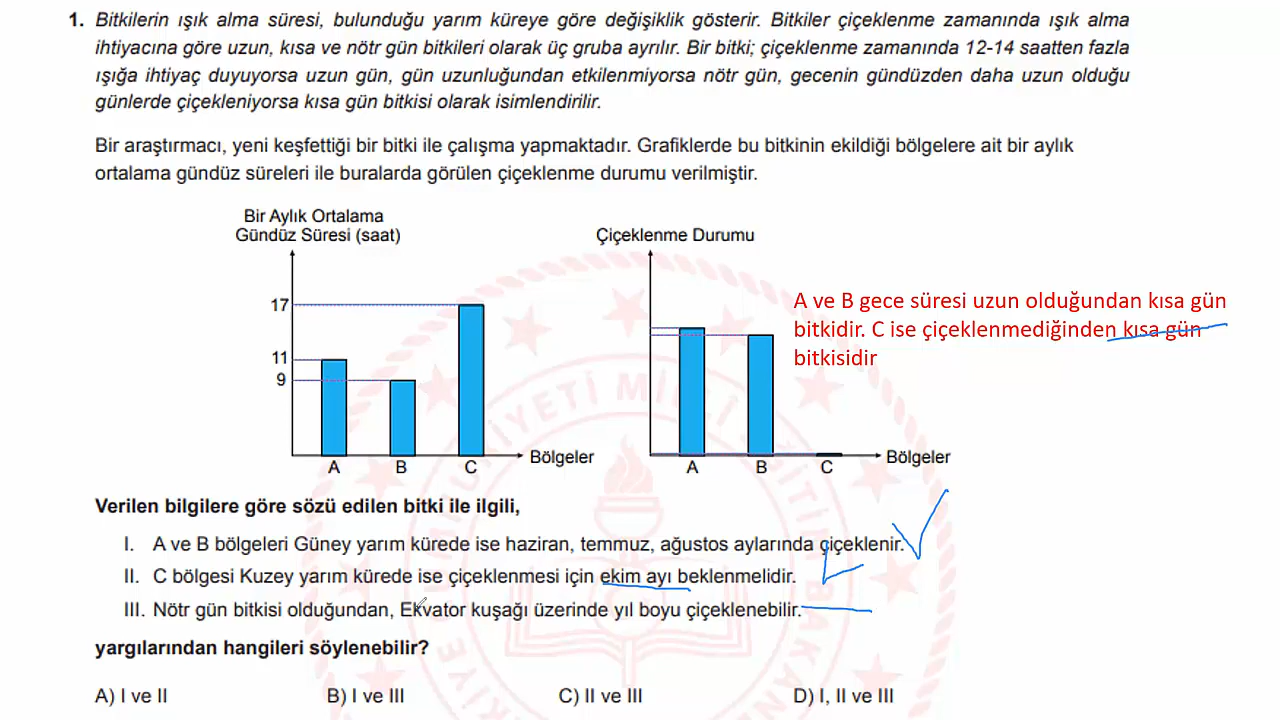 1. Bitkilerin ışık alma süresi, bulunduğu yarım küreye göre değişiklik gösterir. Bitkiler çiçeklenme zamanında ışık alma
ihtiyacına göre uzun, kısa ve nötr gün bitkileri olarak üç gruba ayrılır. Bir bitki; çiçeklenme zamanında 12-14 saatten fazla
ışığa ihtiyaç duyuyorsa uzun gün, gün uzunluğundan etkilenmiyorsa nötr gün, gecenin gündüzden daha uzun olduğu
günlerde çiçekleniyorsa kısa gün bitkisi olarak isimlendirilir.
Bir araştırmacı, yeni keşfettiği bir bitki ile çalışma yapmaktadır. Grafiklerde bu bitkinin ekildiği bölgelere ait bir aylık
ortalama gündüz süreleri ile buralarda görülen çiçeklenme durumu verilmiştir.
Bir Aylık Ortalama
Gündüz Süresi (saat)
17
11
9
A B C Bölgeler
Çiçeklenme Durumu
A B C Bölgeler
A ve B gece süresi uzun olduğundan kısa gün
bitkidir. C ise çiçeklenmediğinden kısa gün
bitkisidir
Verilen bilgilere göre sözü edilen bitki ile ilgili,
I. A ve B bölgeleri Güney yarım kürede ise haziran, temmuz, ağustos aylarında çiçeklenir.
II. C bölgesi Kuzey yarım kürede ise çiçeklenmesi için ekim ayı beklenmelidir.
III. Nötr gün bitkisi olduğundan, Ekvator kuşağı üzerinde yıl boyu çiçeklenebilir.
yargılarından hangileri söylenebilir?
A) I ve II B) I ve III C) II ve III D) I, II ve III